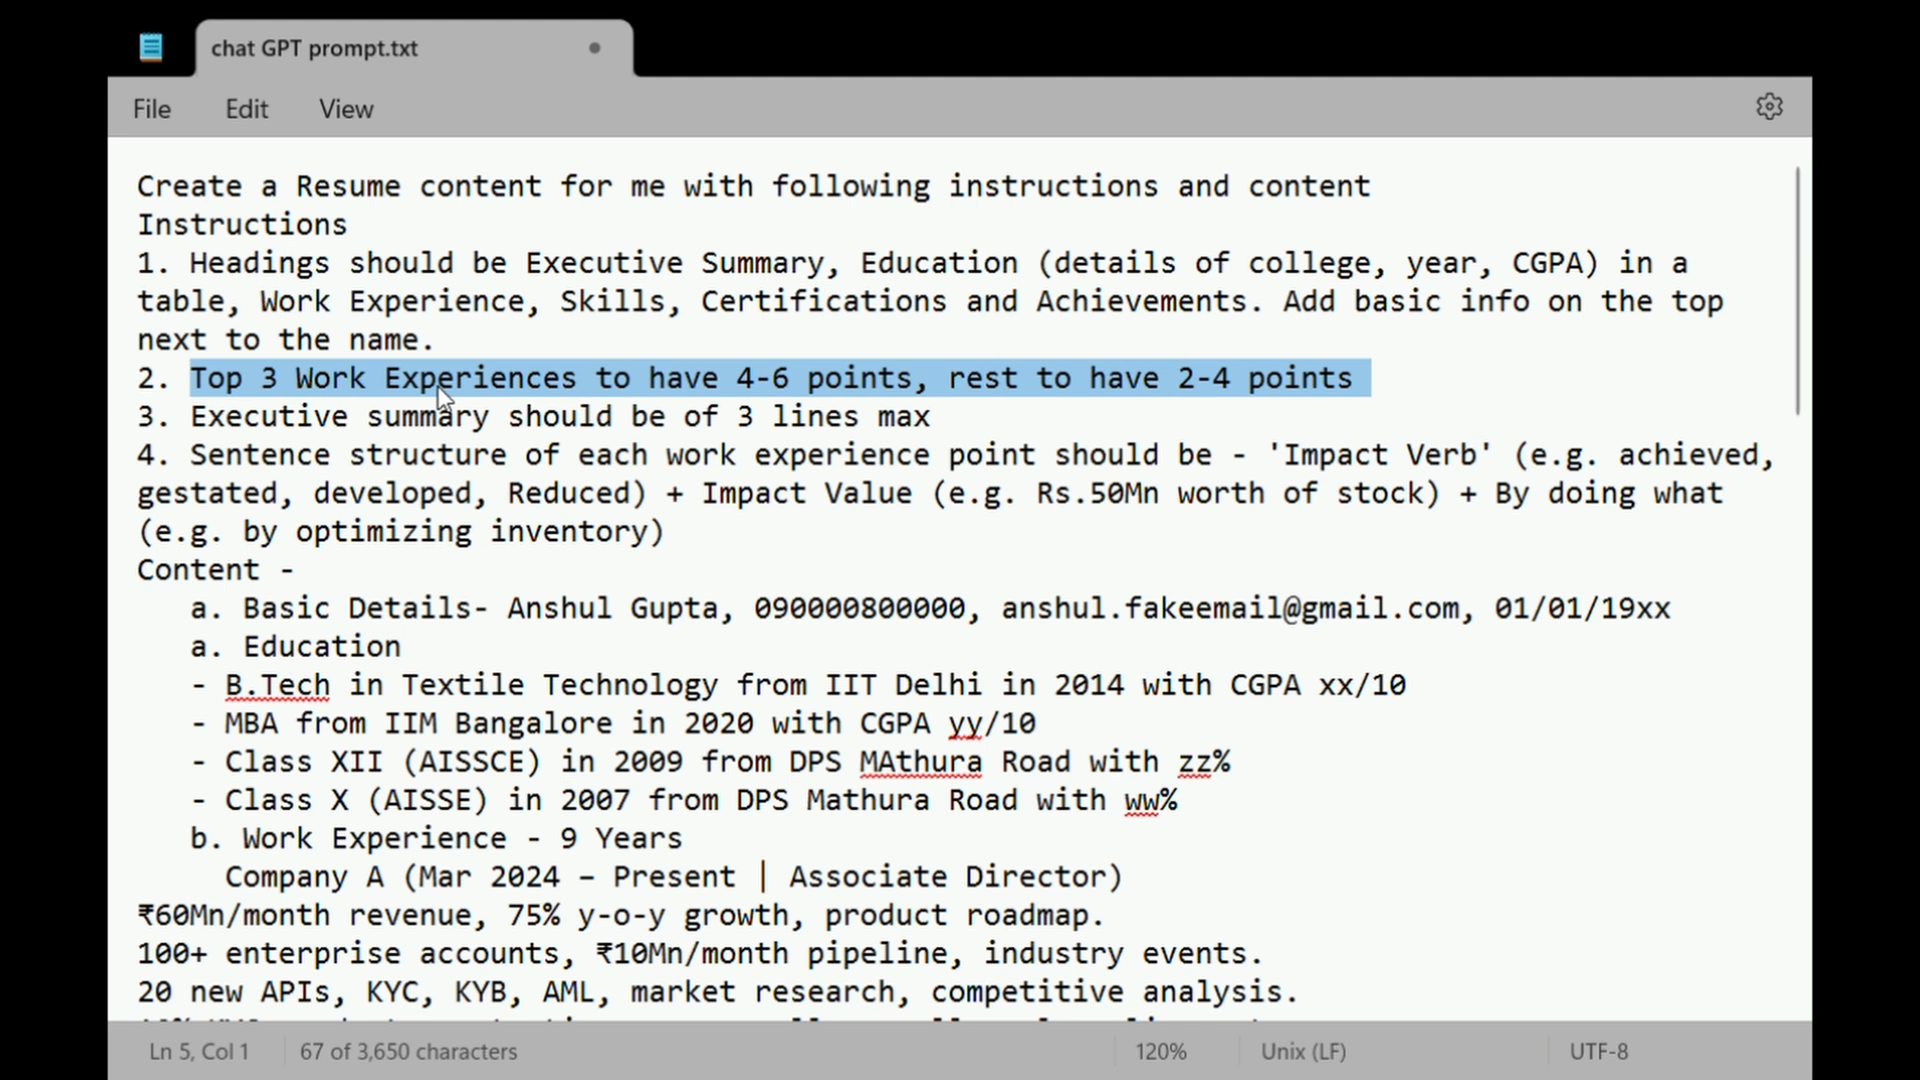 chat GPT prompt.txt
File Edit View
Create a Resume content for me with following instructions and content
Instructions
1. Headings should be Executive Summary, Education (details of college, year, CGPA) in a
table, Work Experience, Skills, Certifications and Achievements. Add basic info on the top
next to the name.
2. Top 3 Work Experiences to have 4-6 points, rest to have 2-4 points
3. Executive summary should be of 3 lines max
4. Sentence structure of each work experience point should be - 'Impact Verb' (e.g. achieved,
gestated, developed, Reduced) + Impact Value (e.g. Rs.50Mn worth of stock) + By doing what
(e.g. by optimizing inventory)
Content -
a. Basic Details- Anshul Gupta, 090000800000, anshul.fakeemail@gmail.com, 01/01/19xx
a. Education
- B.Tech in Textile Technology from IIT Delhi in 2014 with CGPA xx/10
- MBA from IIM Bangalore in 2020 with CGPA yy/10
- Class XII (AISSCE) in 2009 from DPS MAthura Road with zz%
- Class X (AISSE) in 2007 from DPS Mathura Road with ww%
b. Work Experience - 9 Years
Company A (Mar 2024 – Present | Associate Director)
₹60Mn/month revenue, 75% y-o-y growth, product roadmap.
100+ enterprise accounts, ₹10Mn/month pipeline, industry events.
20 new APIs, KYC, KYB, AML, market research, competitive analysis.
Ln 5, Col 1 67 of 3,650 characters 120% Unix (LF) UTF-8